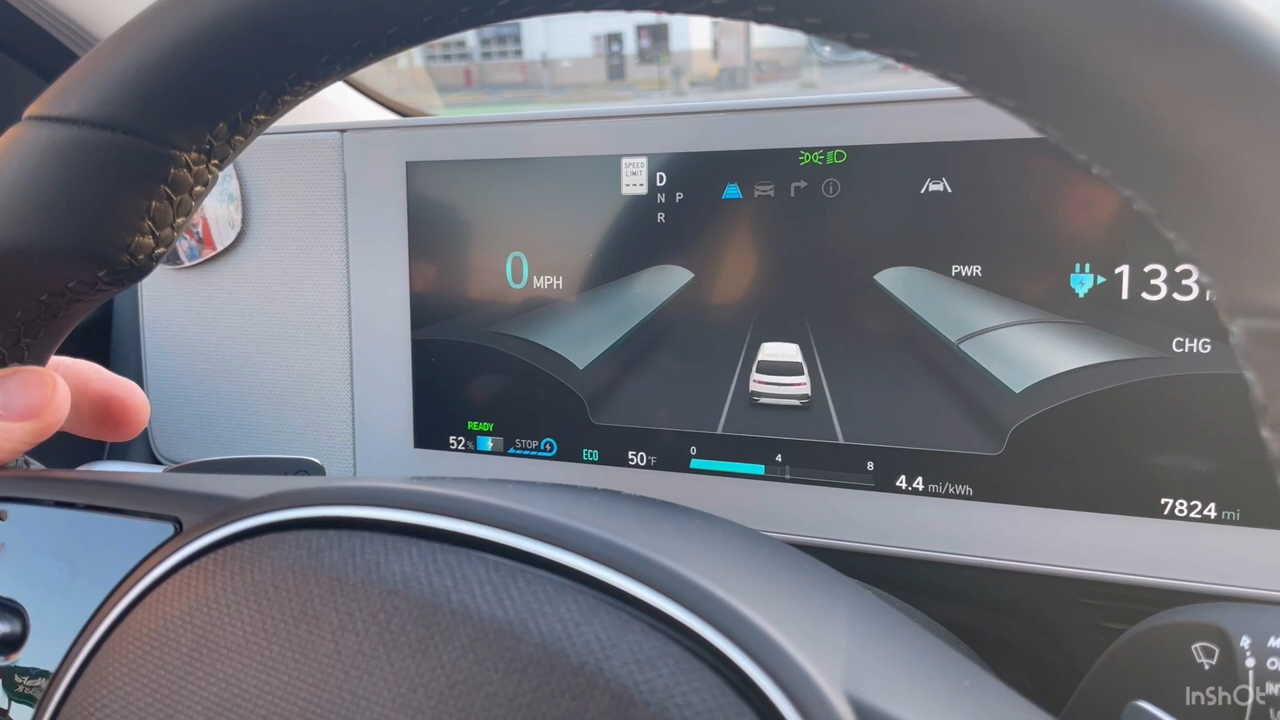 SPEED
LIMIT
---
D
N P
R
0 MPH
PWR
133
CHG
READY
52%
STOP
ECO
50°F
0 4 8
4.4 mi/kWh
7824 mi
InShOt